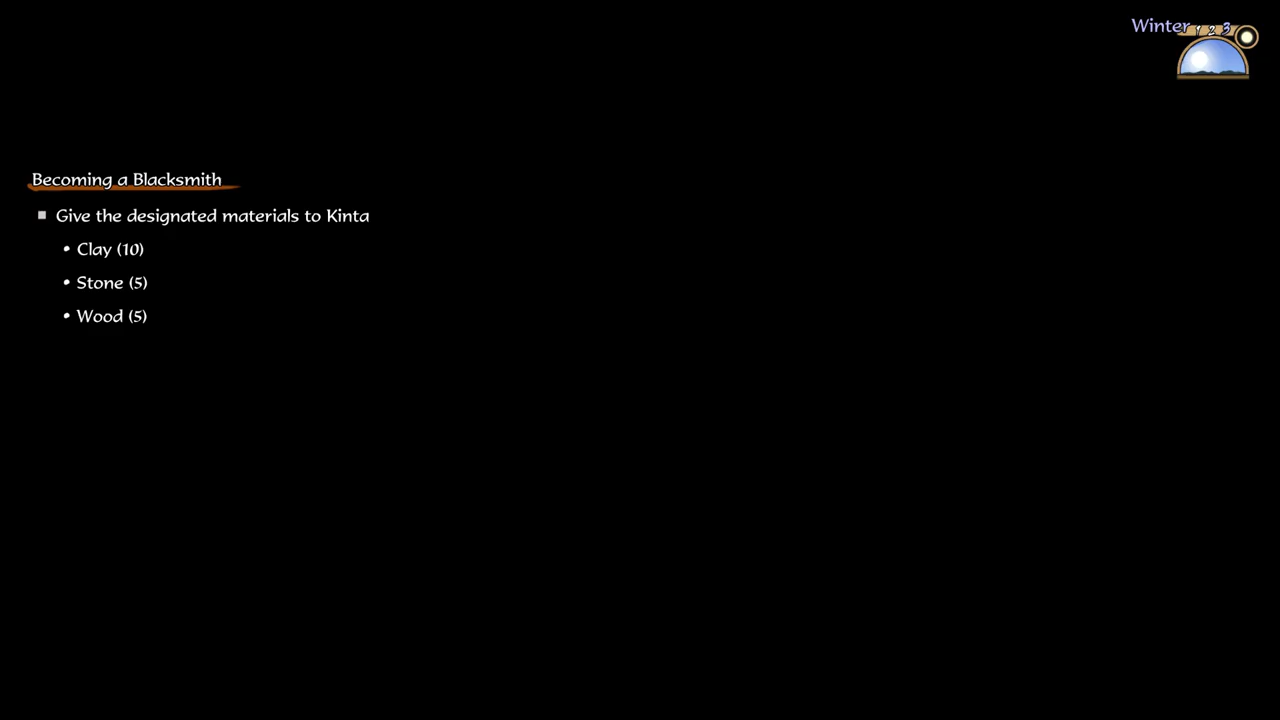 Winter 1 2 3
Becoming a Blacksmith
Give the designated materials to Kinta
• Clay (10)
• Stone (5)
• Wood (5)